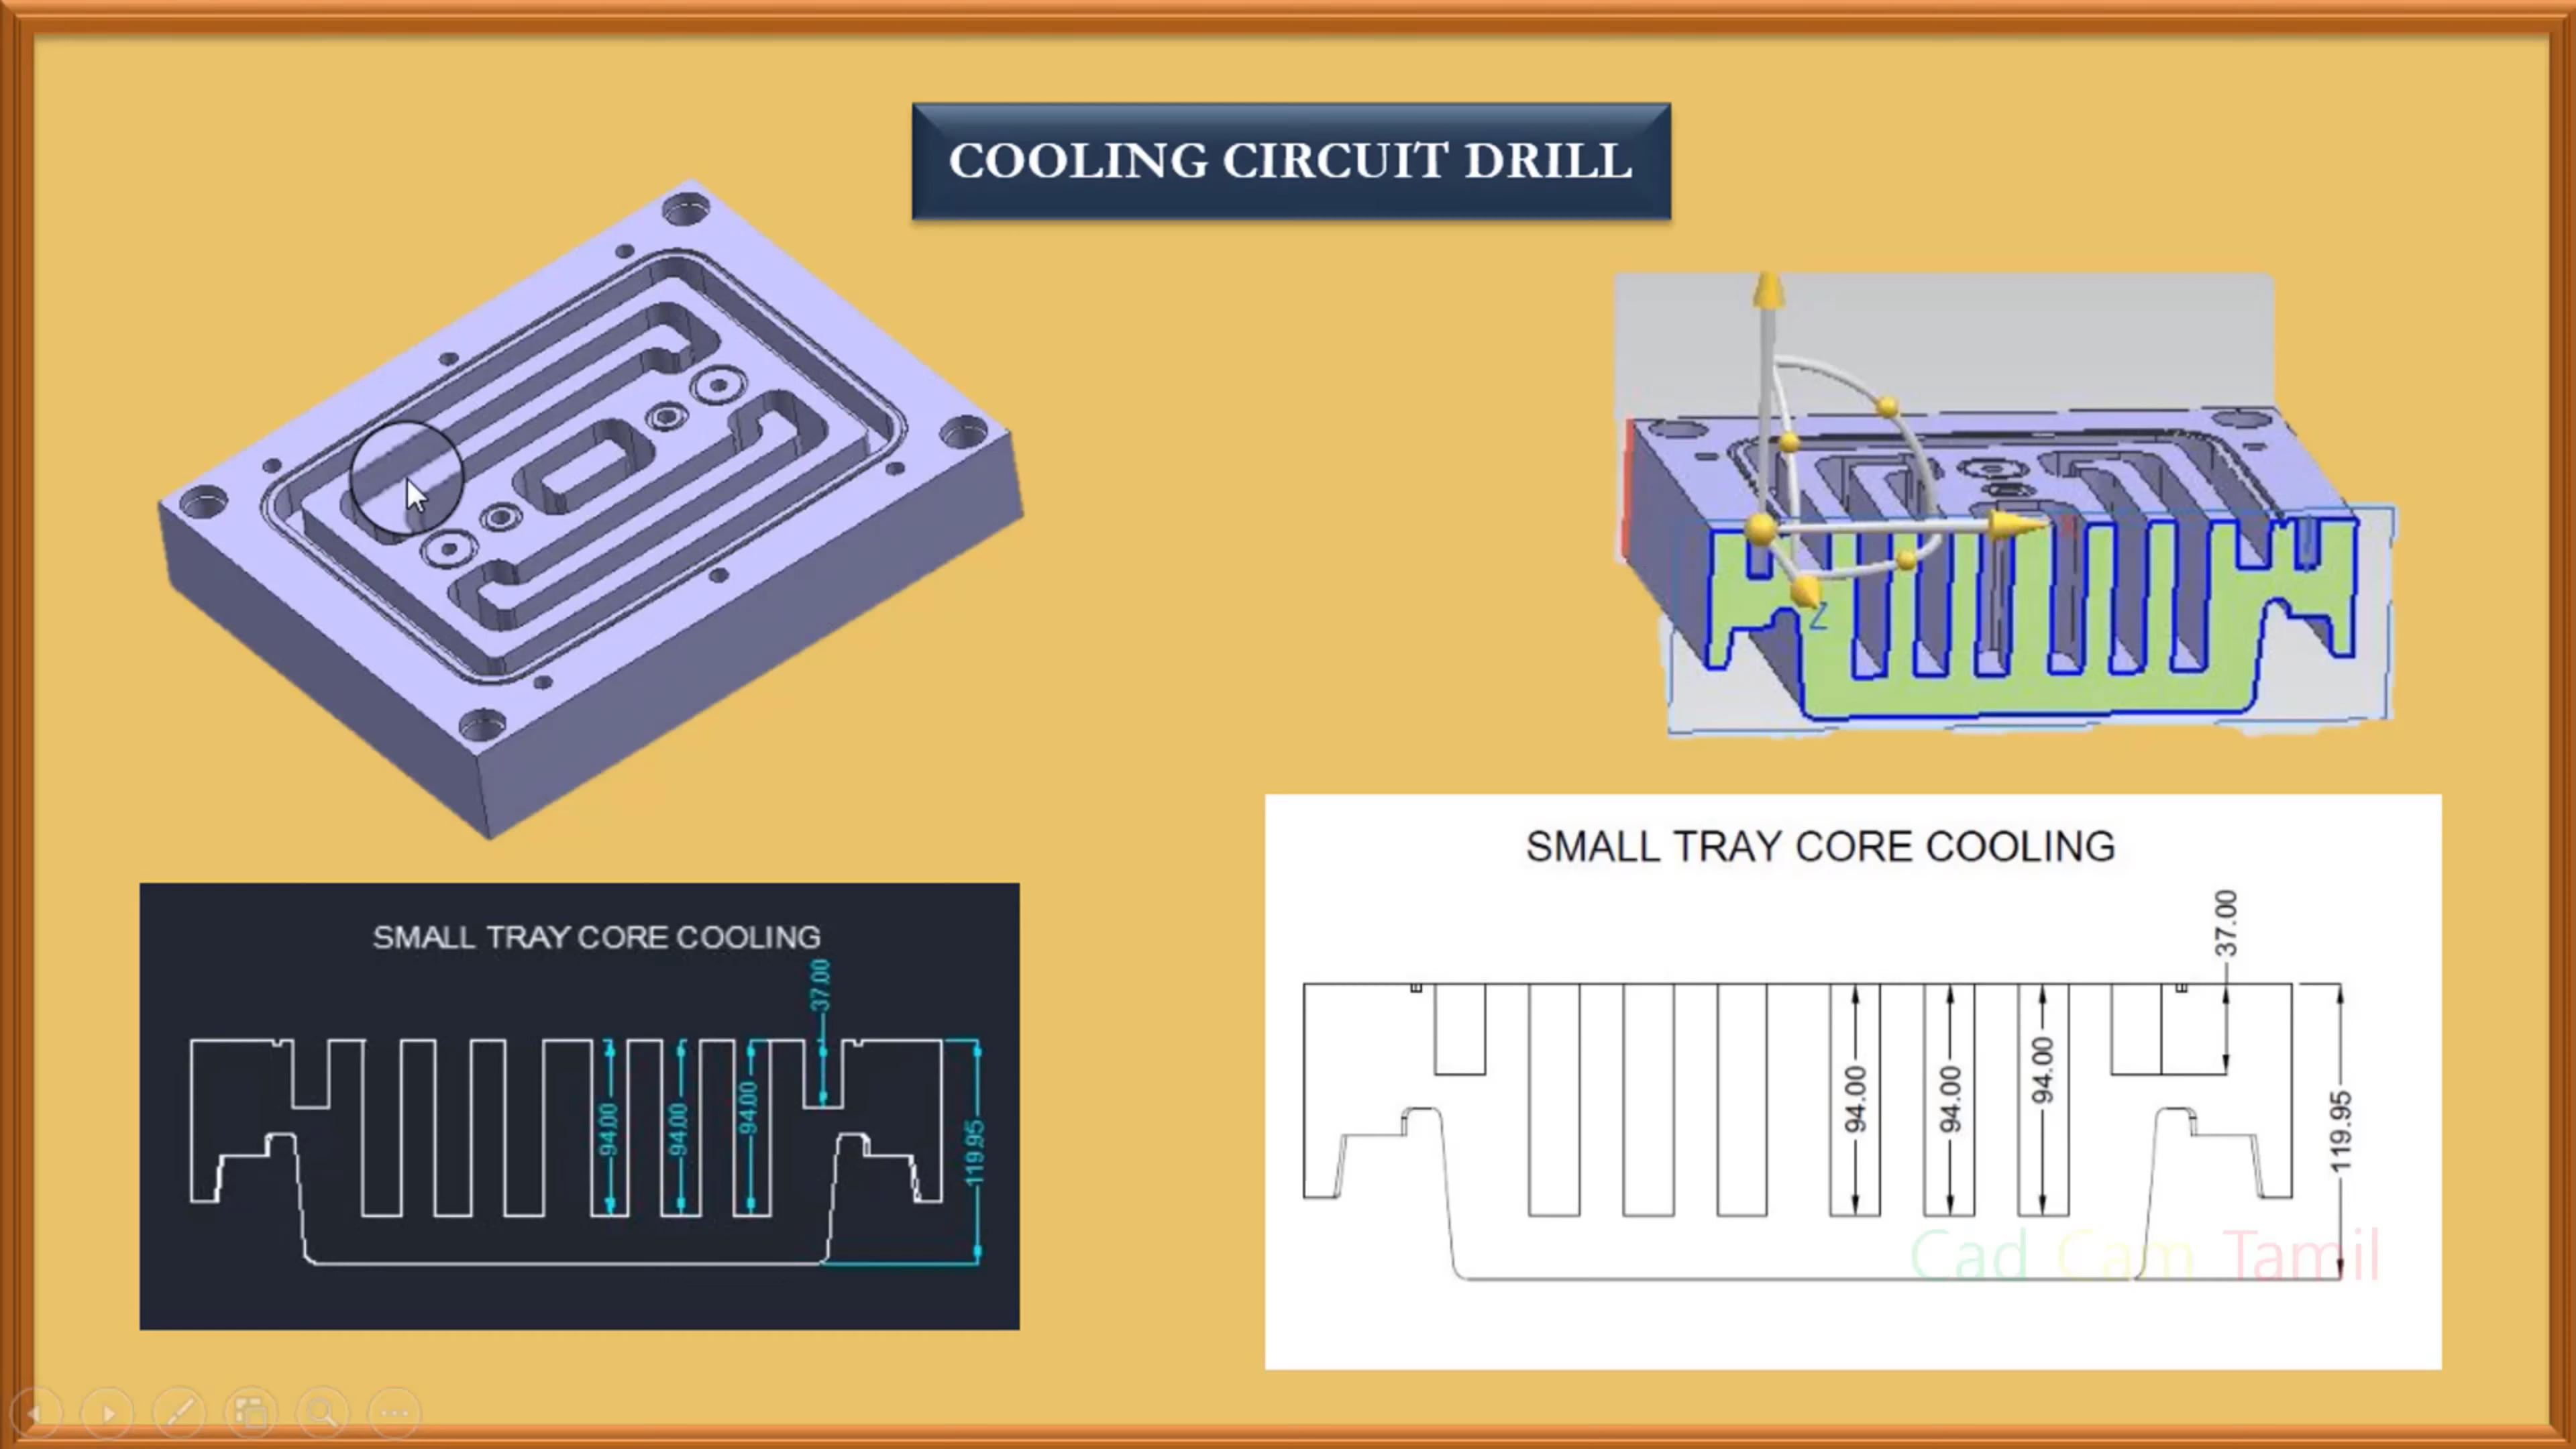 COOLING CIRCUIT DRILL
Z
SMALL TRAY CORE COOLING
37.00
94.00
94.00
94.00
119.95
SMALL TRAY CORE COOLING
37.00
94.00
94.00
94.00
119.95
Cad Cam Tamil